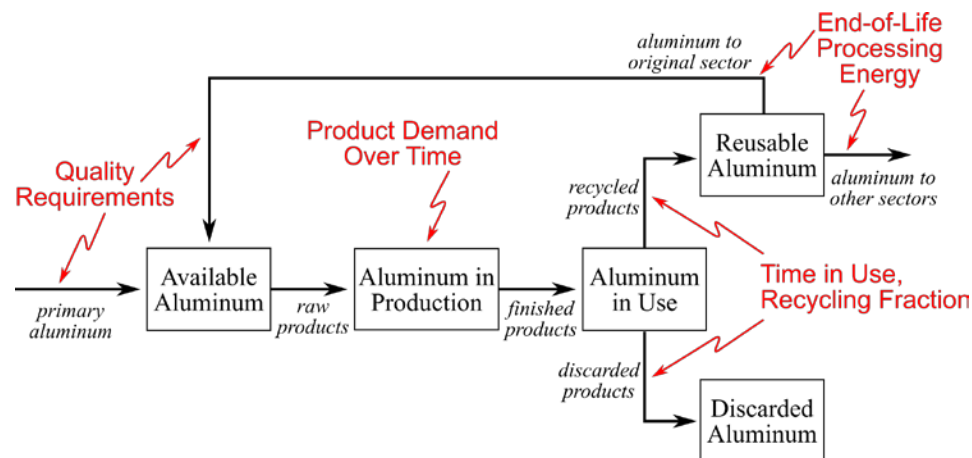 aluminum to
original sector
End-of-Life
Processing
Energy
Product Demand
Over Time
Quality
Requirements
Reusable
Aluminum
recycled
products
aluminum to
other sectors
Available
Aluminum
Aluminum in
Production
Aluminum
in Use
Time in Use,
Recycling Fraction
primary
aluminum
raw
products
finished
products
discarded
products
Discarded
Aluminum